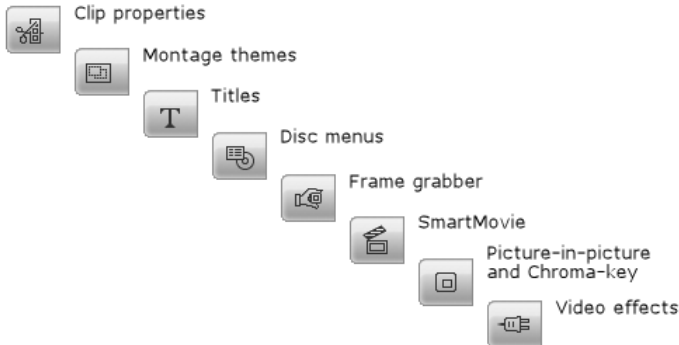 Clip properties
Montage themes
T
Titles
Disc menus
Frame grabber
SmartMovie
Picture-in-picture
and Chroma-key
Video effects